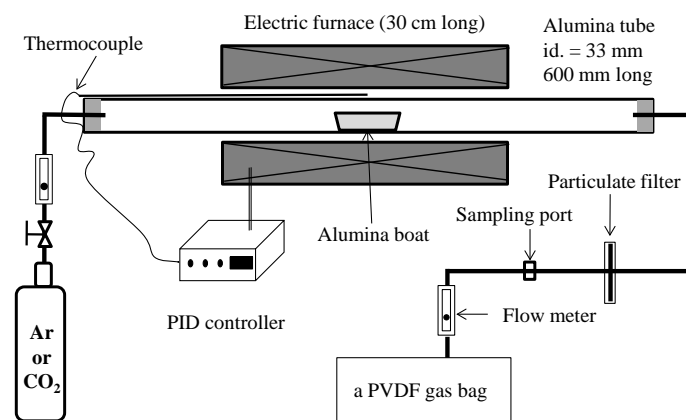 Electric furnace (30 cm long)
Alumina tube
id. = 33 mm
600 mm long
Thermocouple
Particulate filter
Sampling port
Alumina boat
PID controller
Flow meter
Ar
or
CO₂
a PVDF gas bag